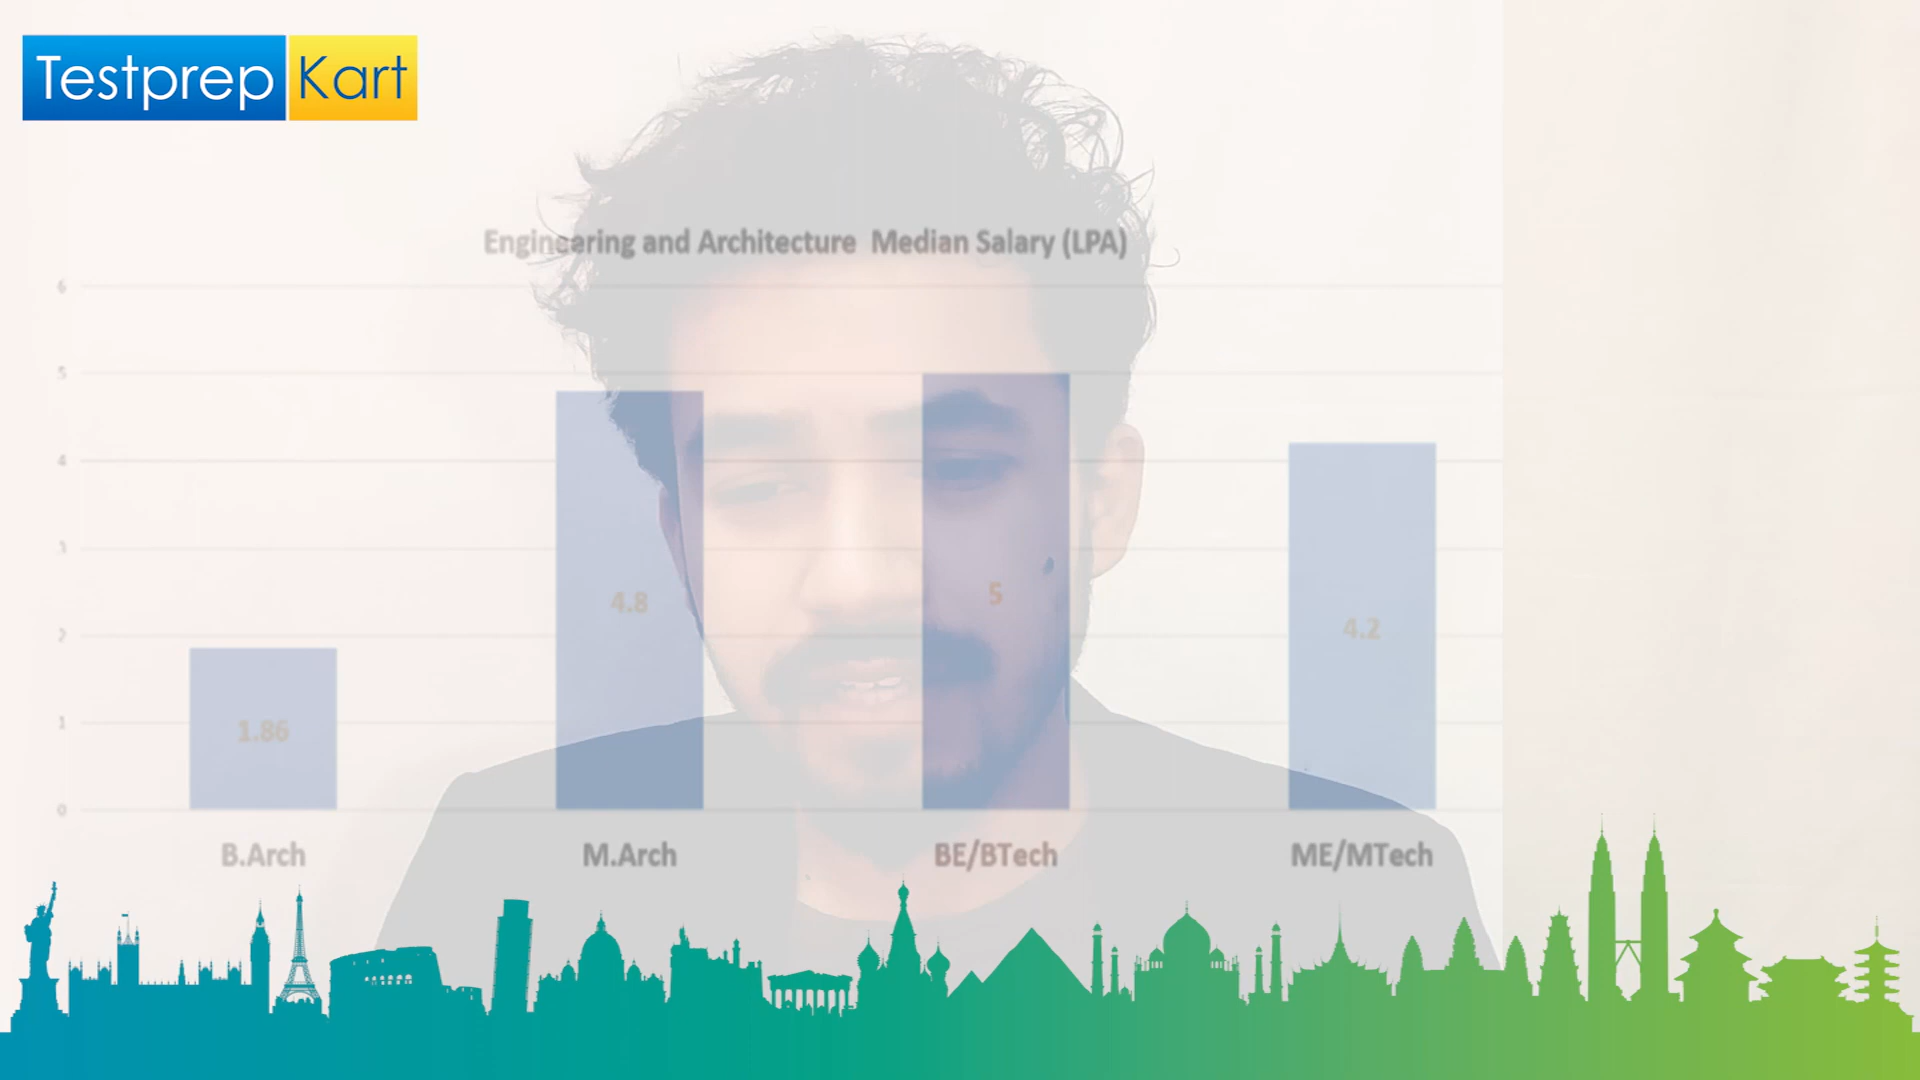 Testprep Kart
Engineering and Architecture Median Salary (LPA)
6
5
4
3
2
1
0
1.86
4.8
5
4.2
B.Arch
M.Arch
BE/BTech
ME/MTech